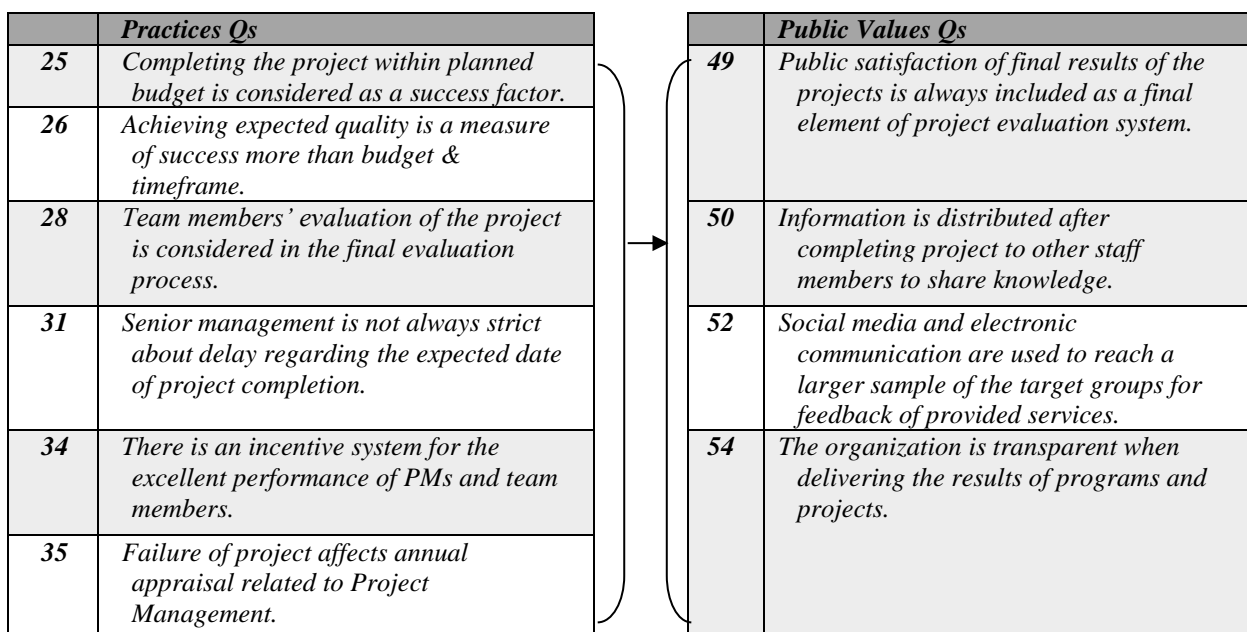 Practices Qs
25 Completing the project within planned
budget is considered as a success factor.
26 Achieving expected quality is a measure
of success more than budget &
timeframe.
28 Team members’ evaluation of the project
is considered in the final evaluation
process.
31 Senior management is not always strict
about delay regarding the expected date
of project completion.
34 There is an incentive system for the
excellent performance of PMs and team
members.
35 Failure of project affects annual
appraisal related to Project
Management.
Public Values Qs
49 Public satisfaction of final results of the
projects is always included as a final
element of project evaluation system.
50 Information is distributed after
completing project to other staff
members to share knowledge.
52 Social media and electronic
communication are used to reach a
larger sample of the target groups for
feedback of provided services.
54 The organization is transparent when
delivering the results of programs and
projects.